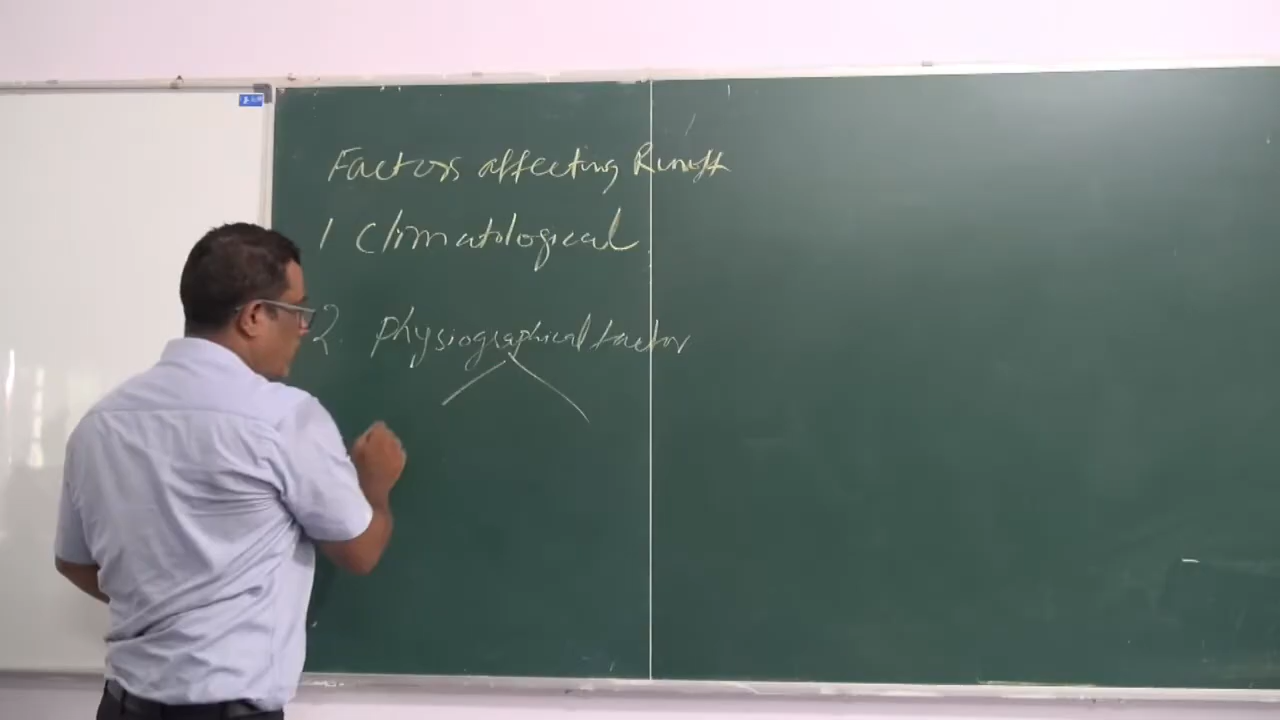 Factors affecting Runoff
1 Climatological
2. physiographical factor